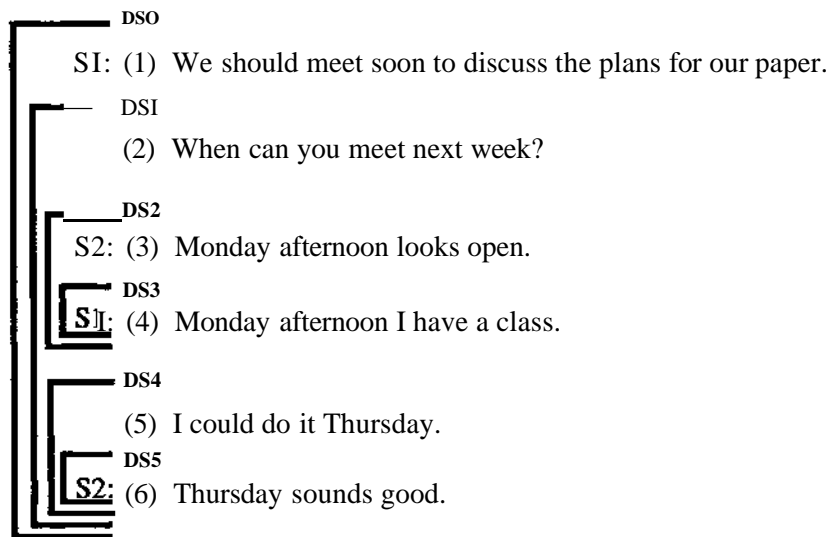 DSO
SI: (1) We should meet soon to discuss the plans for our paper.
DSI
(2) When can you meet next week?
DS2
S2: (3) Monday afternoon looks open.
DS3
S1: (4) Monday afternoon I have a class.
DS4
(5) I could do it Thursday.
DS5
S2: (6) Thursday sounds good.